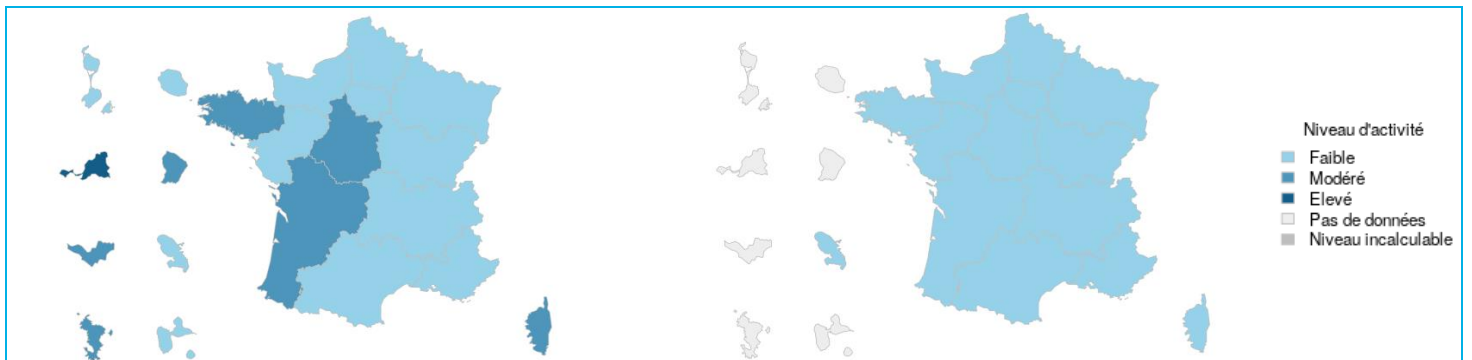 Niveau d'activité
Faible
Modéré
Elevé
Pas de données
Niveau incalculable